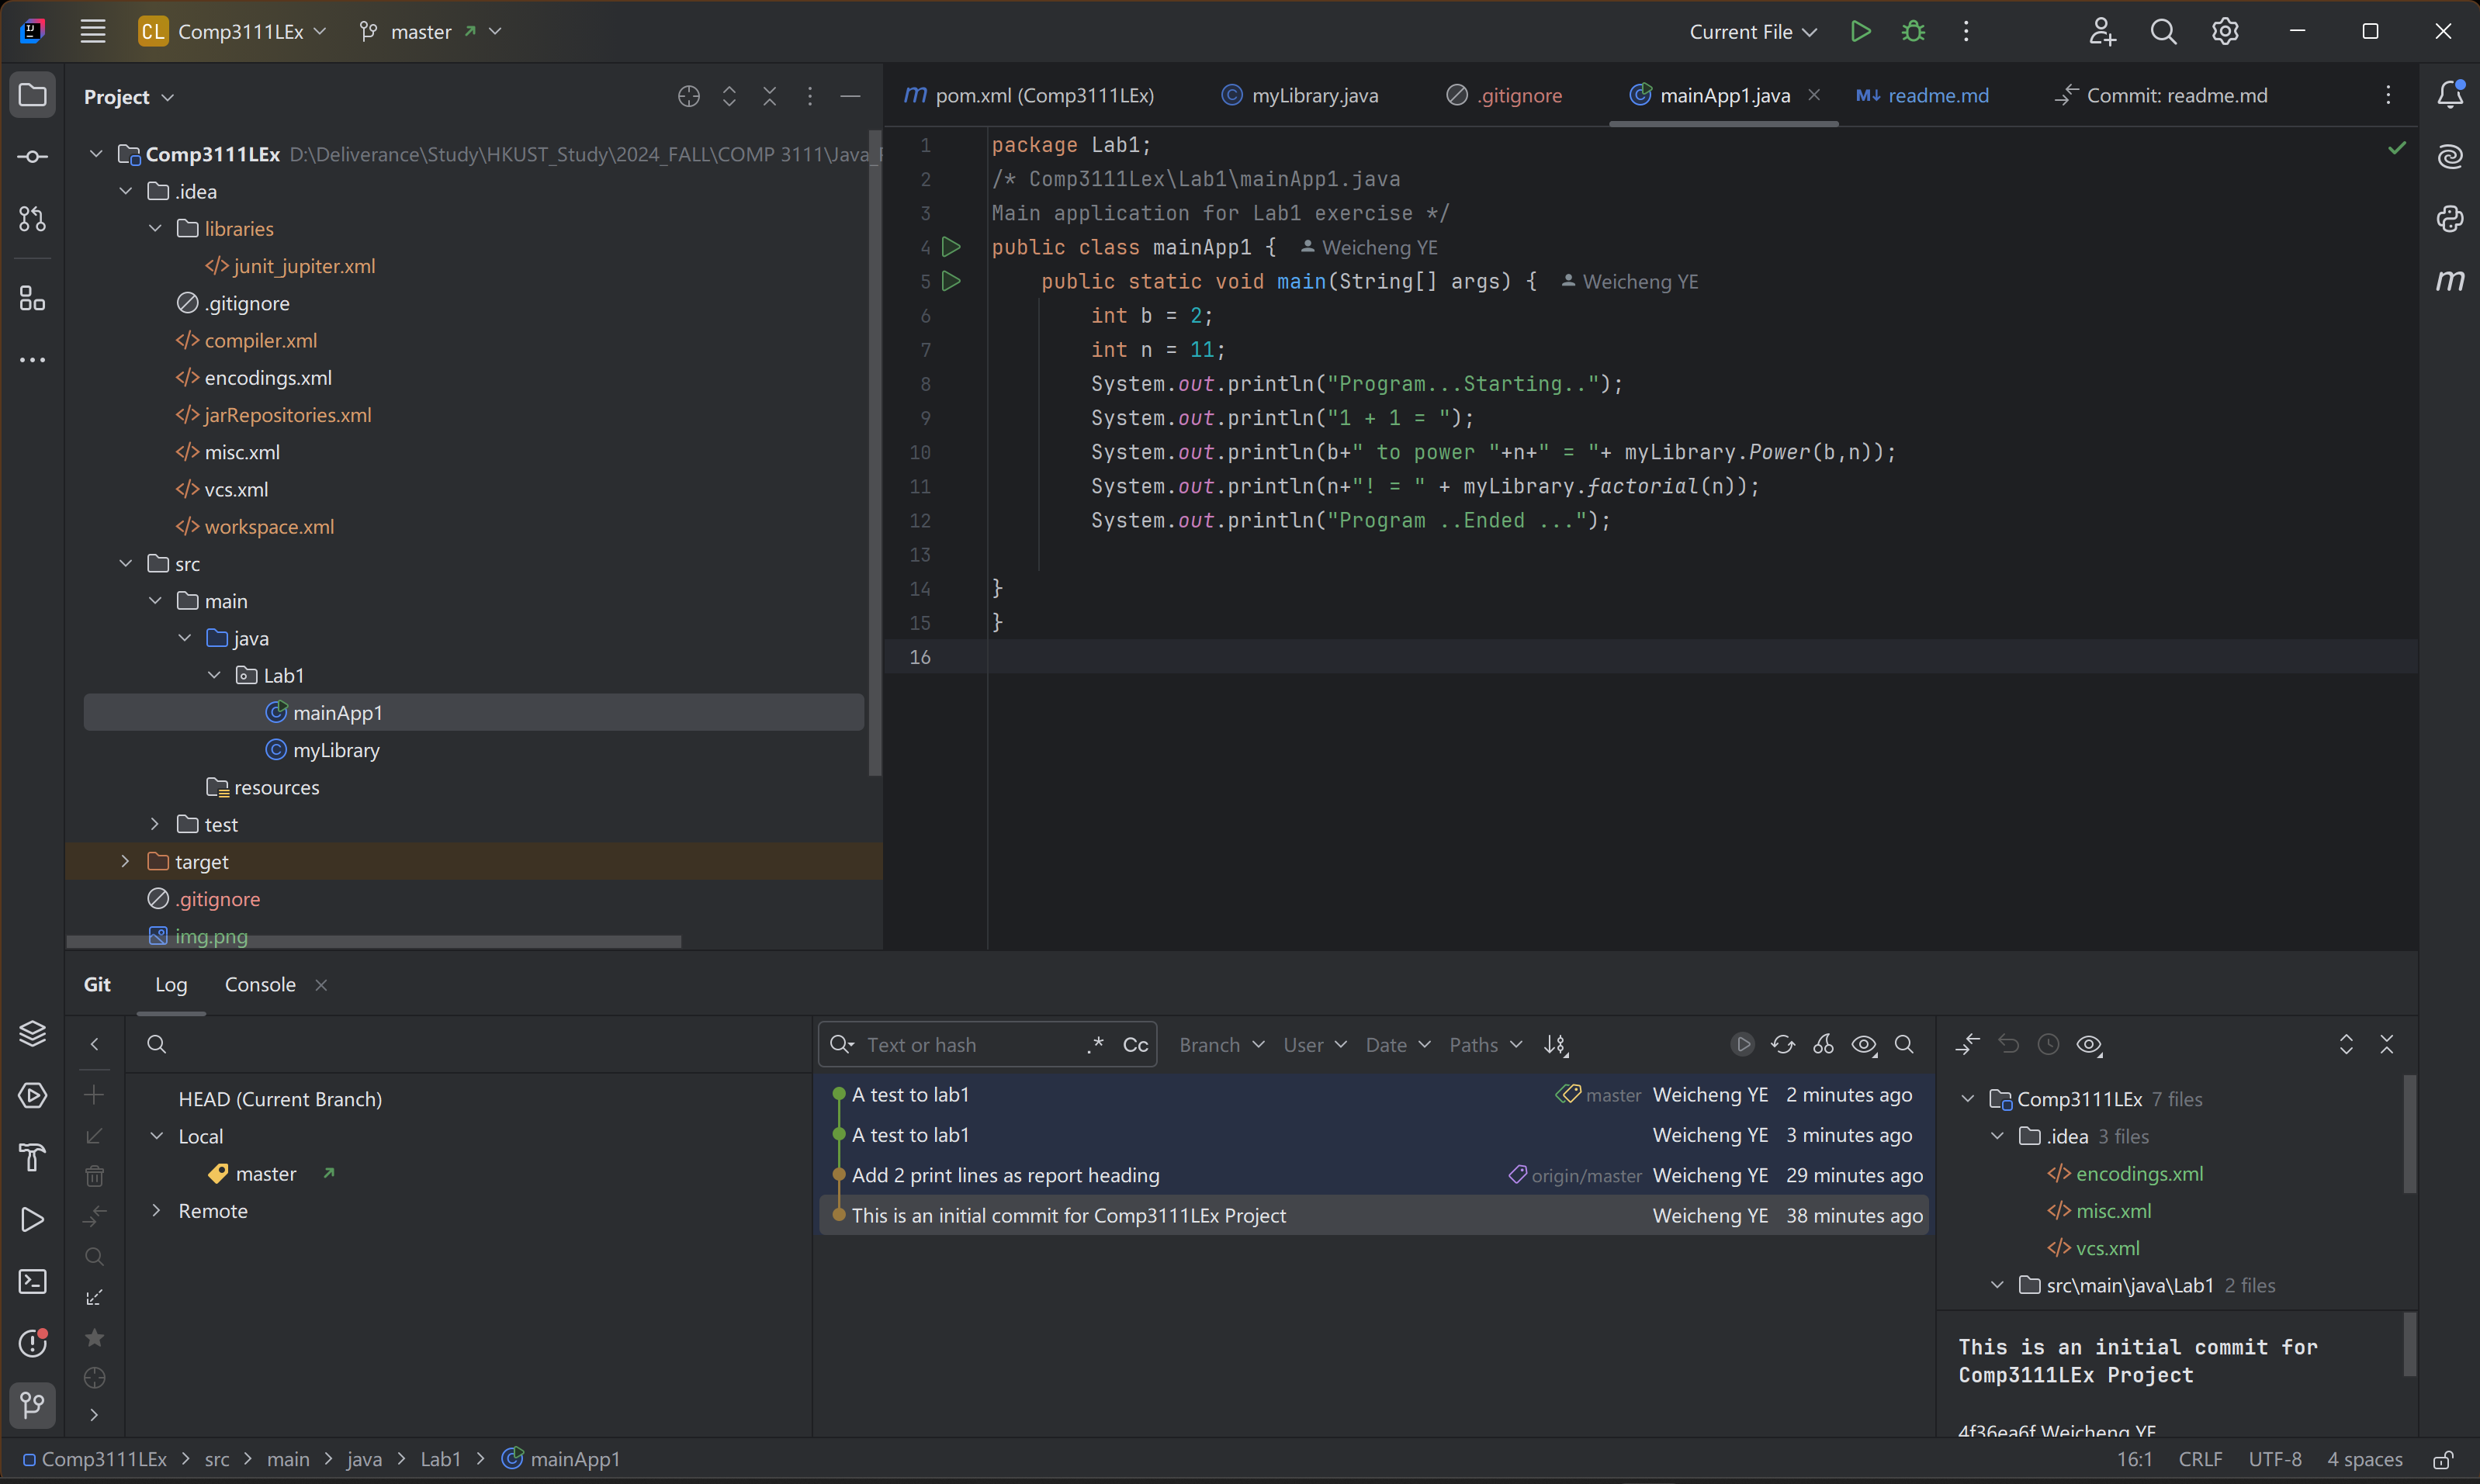 CL Comp3111LEx master Current File
Project
pom.xml (Comp3111LEx) myLibrary.java .gitignore mainApp1.java readme.md Commit: readme.md
Comp3111LEx D:\Deliverance\Study\HKUST_Study\2024_FALL\COMP 3111\Java_
.idea
libraries
junit_jupiter.xml
.gitignore
compiler.xml
encodings.xml
jarRepositories.xml
misc.xml
vcs.xml
workspace.xml
src
main
java
Lab1
mainApp1
myLibrary
resources
test
target
.gitignore
img.png
1 package Lab1;
2 /* Comp3111Lex\Lab1\mainApp1.java
3 Main application for Lab1 exercise */
4 public class mainApp1 { Weicheng YE
5 public static void main(String[] args) { Weicheng YE
6 int b = 2;
7 int n = 11;
8 System.out.println("Program...Starting..");
9 System.out.println("1 + 1 = ");
10 System.out.println(b+" to power "+n+" = "+ myLibrary.Power(b,n));
11 System.out.println(n+"! = " + myLibrary.factorial(n));
12 System.out.println("Program ..Ended ...");
13
14 }
15 }
16
Git Log Console
HEAD (Current Branch)
Local
master
Remote
Text or hash .* Cc Branch User Date Paths
A test to lab1 master Weicheng YE 2 minutes ago
A test to lab1 Weicheng YE 3 minutes ago
Add 2 print lines as report heading origin/master Weicheng YE 29 minutes ago
This is an initial commit for Comp3111LEx Project Weicheng YE 38 minutes ago
Comp3111LEx 7 files
.idea 3 files
encodings.xml
misc.xml
vcs.xml
src\main\java\Lab1 2 files
This is an initial commit for
Comp3111LEx Project
4f36ea6f Weicheng YE
Comp3111LEx > src > main > java > Lab1 > mainApp1 16:1 CRLF UTF-8 4 spaces